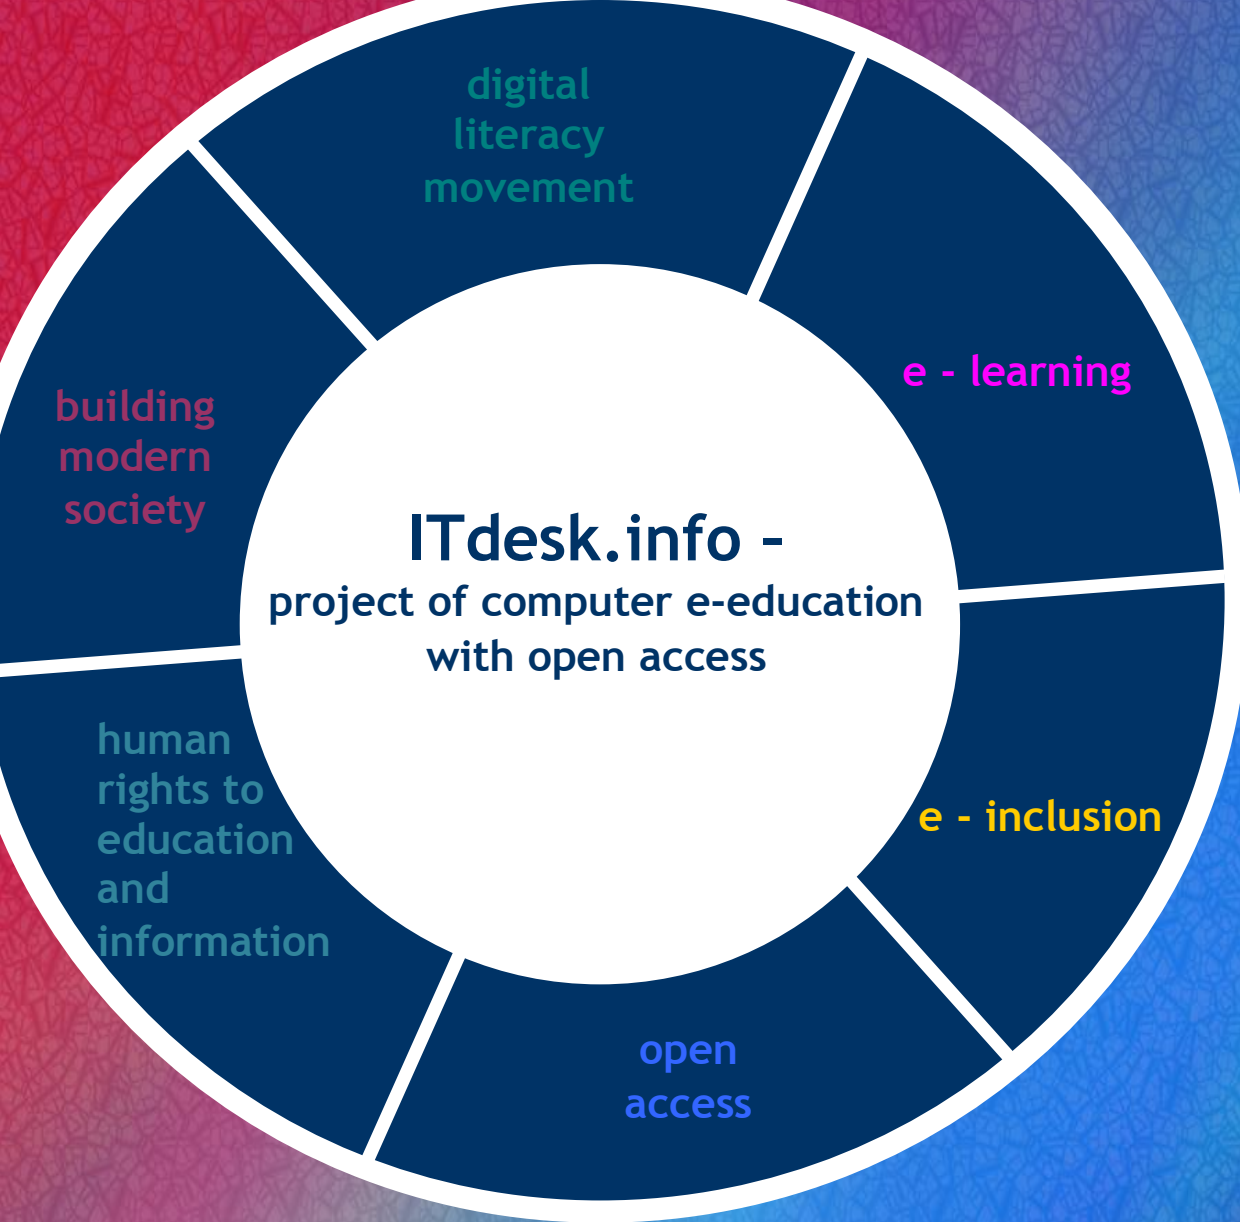 digital
literacy
movement
e - learning
building
modern
society
ITdesk.info –
project of computer e-education
with open access
human
rights to
education
and
information
e - inclusion
open
access